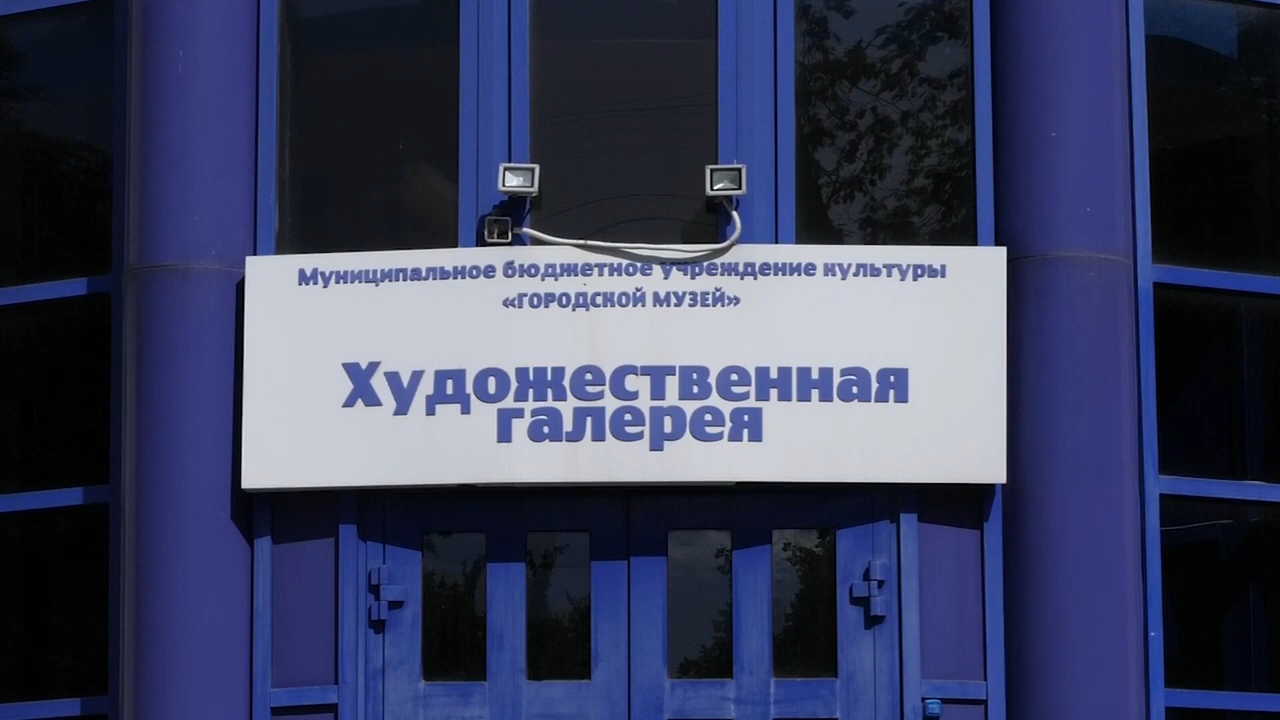 Муниципальное бюджетное учреждение культуры
«ГОРОДСКОЙ МУЗЕЙ»
Художественная
галерея